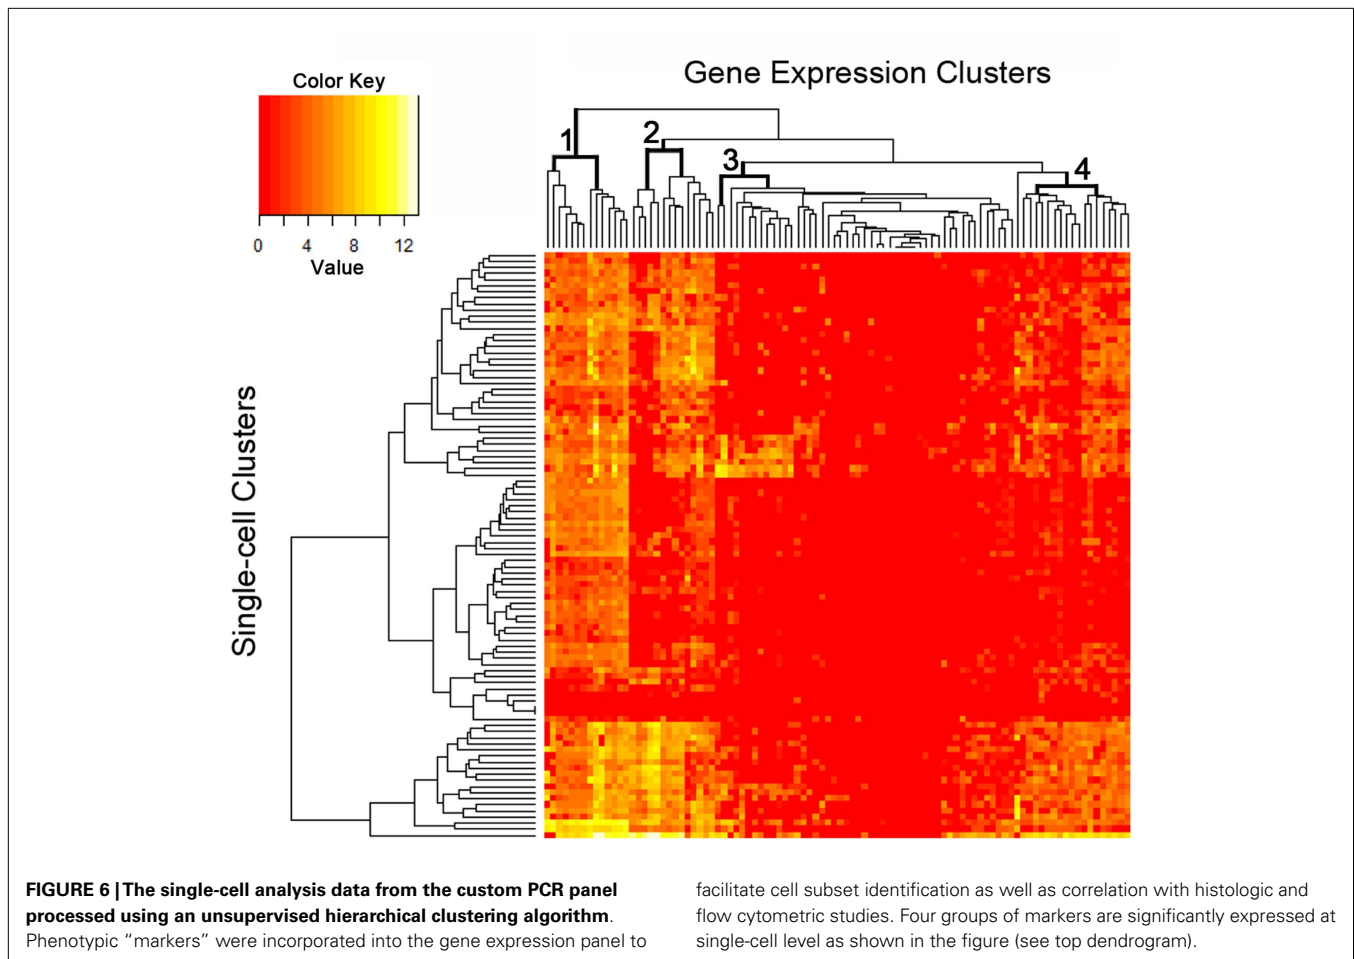 Gene Expression Clusters
Color Key
0 4 8 12
Value
1
2
3
4
Single-cell Clusters
FIGURE 6 | The single-cell analysis data from the custom PCR panel
processed using an unsupervised hierarchical clustering algorithm.
Phenotypic “markers” were incorporated into the gene expression panel to
facilitate cell subset identification as well as correlation with histologic and
flow cytometric studies. Four groups of markers are significantly expressed at
single-cell level as shown in the figure (see top dendrogram).